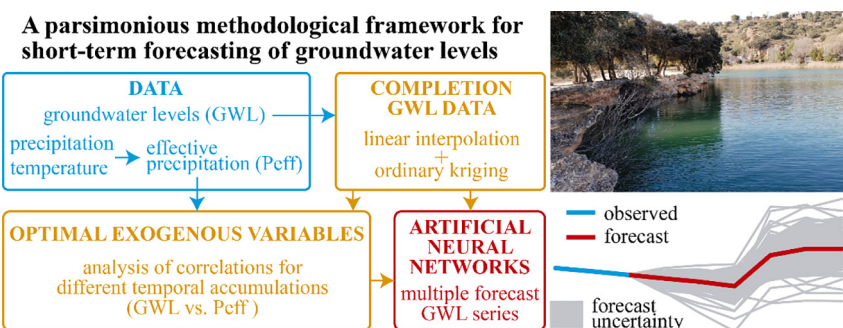 A parsimonious methodological framework for
short-term forecasting of groundwater levels
DATA
groundwater levels (GWL)
precipitation
temperature
effective
precpitation (Peff)
COMPLETION
GWL DATA
linear interpolation
+
ordinary kriging
OPTIMAL EXOGENOUS VARIABLES
analysis of correlations for
different temporal accumulations
(GWL vs. Peff )
ARTIFICIAL
NEURAL
NETWORKS
multiple forecast
GWL series
observed
forecast
forecast
uncertainty